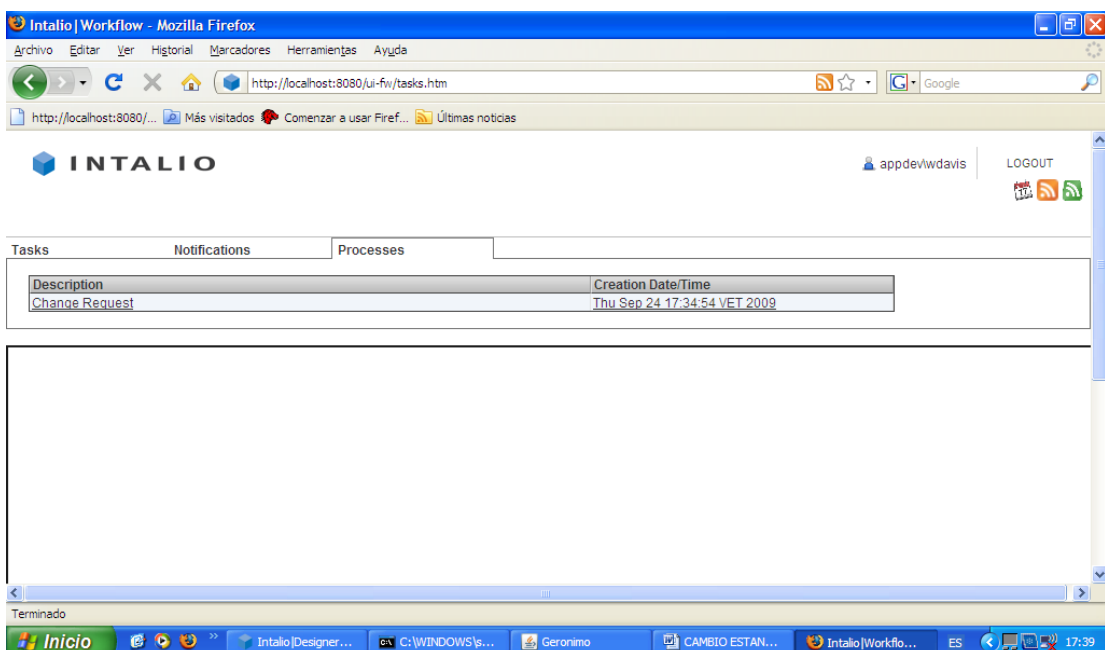 Intalio|Workflow - Mozilla Firefox
Archivo Editar Ver Historial Marcadores Herramientas Ayuda
http://localhost:8080/ui-fw/tasks.htm
G Google
http://localhost:8080/... Más visitados Comenzar a usar Firef... Últimas noticias
INTALIO
appdev\wdavis
LOGOUT
17
Tasks Notifications Processes
Description Creation Date/Time
Change Request Thu Sep 24 17:34:54 VET 2009
Terminado
Inicio » Intalio|Designer... C:\WINDOWS\s... Geronimo CAMBIO ESTAN... Intalio|Workflo... ES 17:39